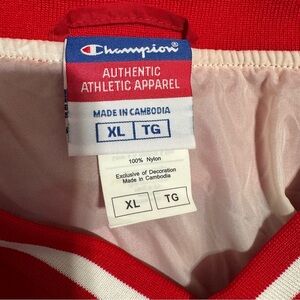 Champion®
AUTHENTIC
ATHLETIC APPAREL
MADE IN CAMBODIA
XL TG
100% Nylon
Exclusive of Decoration
Made in Cambodia
XL TG